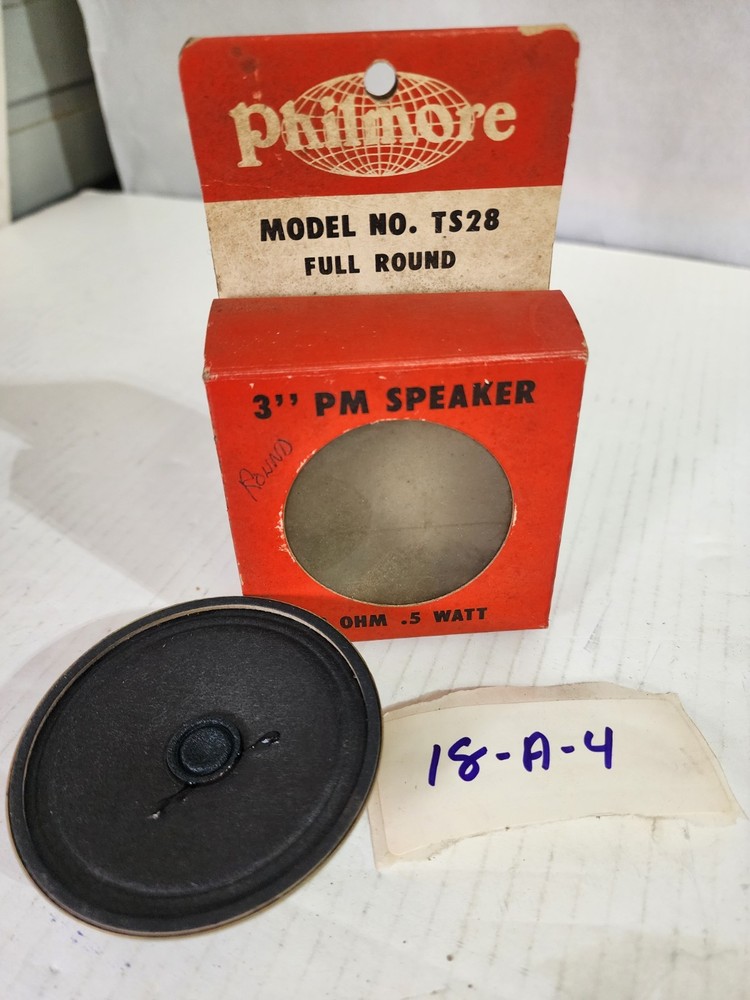 Philmore
MODEL NO. TS28
FULL ROUND
3'' PM SPEAKER
ROUND
OHM .5 WATT
18-A-4